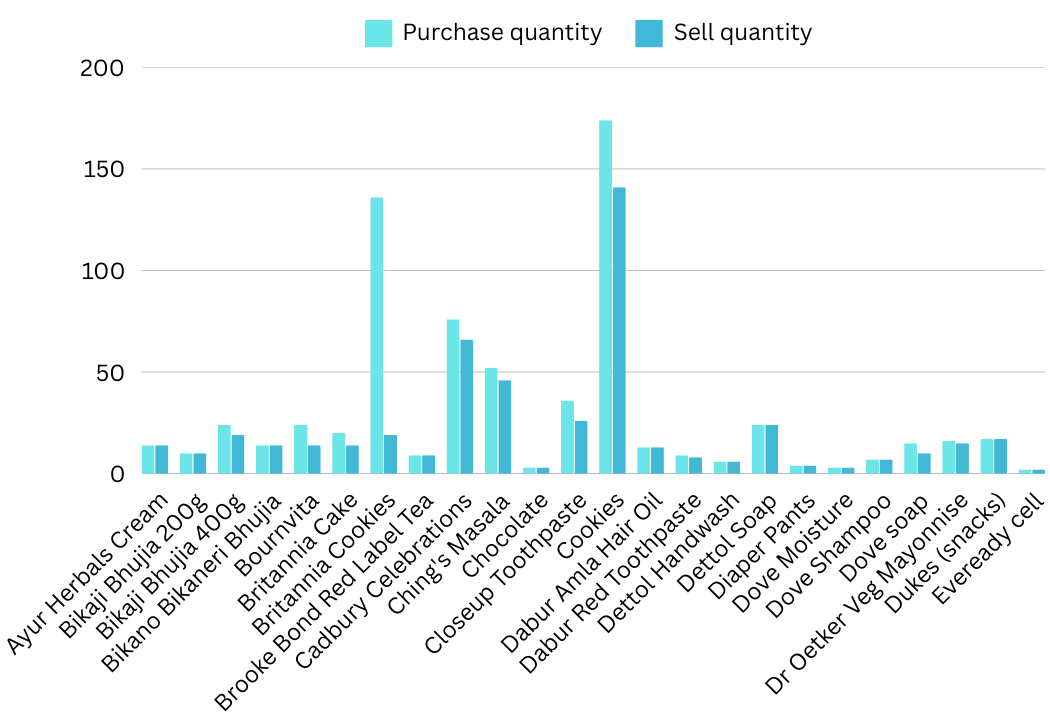 Purchase quantity
Sell quantity
200
150
100
50
0
Ayur Herbals Cream
Bikaji Bhujia 200g
Bikaji Bhujia 400g
Bikano Bikaneri Bhujia
Bournvita
Britannia Cake
Britannia Cookies
Brooke Bond Red Label Tea
Cadbury Celebrations
Ching's Masala
Chocolate
Closeup Toothpaste
Cookies
Dabur Amla Hair Oil
Dabur Red Toothpaste
Dettol Handwash
Dettol Soap
Diaper Pants
Dove Moisture
Dove Shampoo
Dove soap
Dr Oetker Veg Mayonnise
Dukes (snacks)
Eveready cell